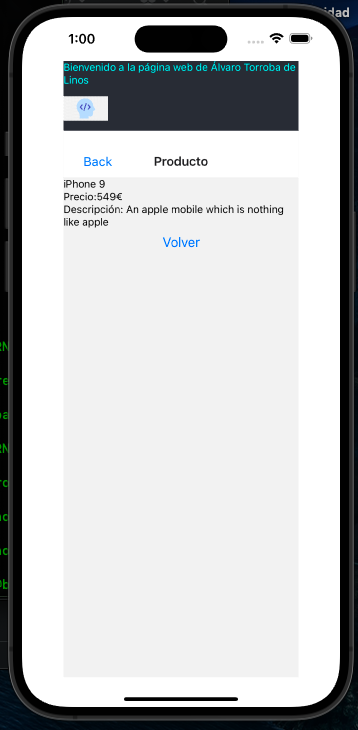 idad
1:00
Bienvenido a la página web de Álvaro Torroba de
Linos
</>
Back Producto
iPhone 9
Precio:549€
Descripción: An apple mobile which is nothing
like apple
Volver